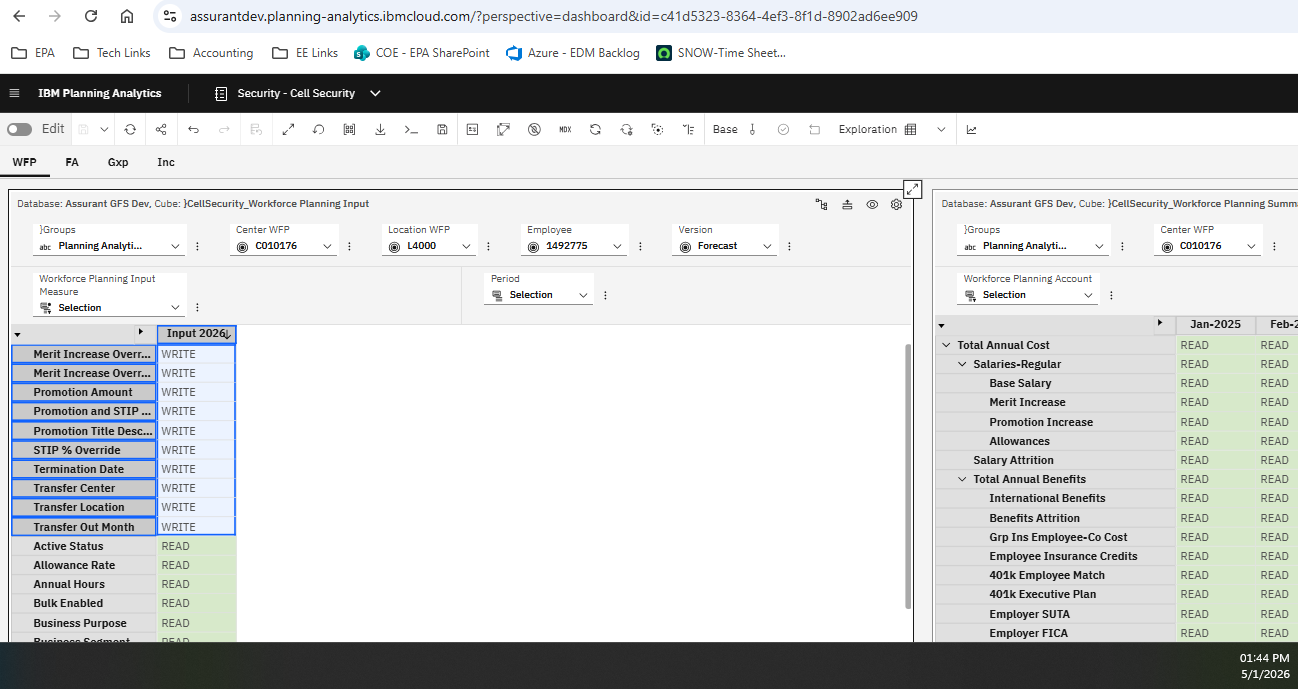 assurantdev.planning-analytics.ibmcloud.com/?perspective=dashboard&id=c41d5323-8364-4ef3-8f1d-8902ad6ee909
EPA Tech Links Accounting EE Links COE - EPA SharePoint Azure - EDM Backlog SNOW-Time Sheet...
IBM Planning Analytics Security - Cell Security
Edit MDX Base Exploration
WFP FA Gxp Inc
Database: Assurant GFS Dev, Cube: }CellSecurity_Workforce Planning Input
}Groups Center WFP Location WFP Employee Version
abc Planning Analyti... C010176 L4000 1492775 Forecast
Workforce Planning Input
Measure
Selection
Period
Selection
Input 2026
Merit Increase Overr... WRITE
Merit Increase Overr... WRITE
Promotion Amount WRITE
Promotion and STIP ... WRITE
Promotion Title Desc... WRITE
STIP % Override WRITE
Termination Date WRITE
Transfer Center WRITE
Transfer Location WRITE
Transfer Out Month WRITE
Active Status READ
Allowance Rate READ
Annual Hours READ
Bulk Enabled READ
Business Purpose READ
Business Segment READ
Database: Assurant GFS Dev, Cube: }CellSecurity_Workforce Planning Summa
}Groups Center WFP
abc Planning Analyti... C010176
Workforce Planning Account
Selection
Jan-2025 Feb-2
Total Annual Cost READ READ
Salaries-Regular READ READ
Base Salary READ READ
Merit Increase READ READ
Promotion Increase READ READ
Allowances READ READ
Salary Attrition READ READ
Total Annual Benefits READ READ
International Benefits READ READ
Benefits Attrition READ READ
Grp Ins Employee-Co Cost READ READ
Employee Insurance Credits READ READ
401k Employee Match READ READ
401k Executive Plan READ READ
Employer SUTA READ READ
Employer FICA READ READ
01:44 PM
5/1/2026